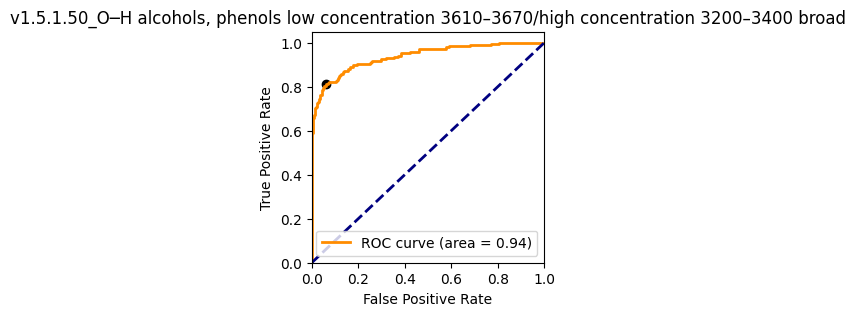 v1.5.1.50_O─H alcohols, phenols low concentration 3610–3670/high concentration 3200–3400 broad
1.0
0.8
0.6
0.4
0.2
0.0
True Positive Rate
ROC curve (area = 0.94)
0.0 0.2 0.4 0.6 0.8 1.0
False Positive Rate